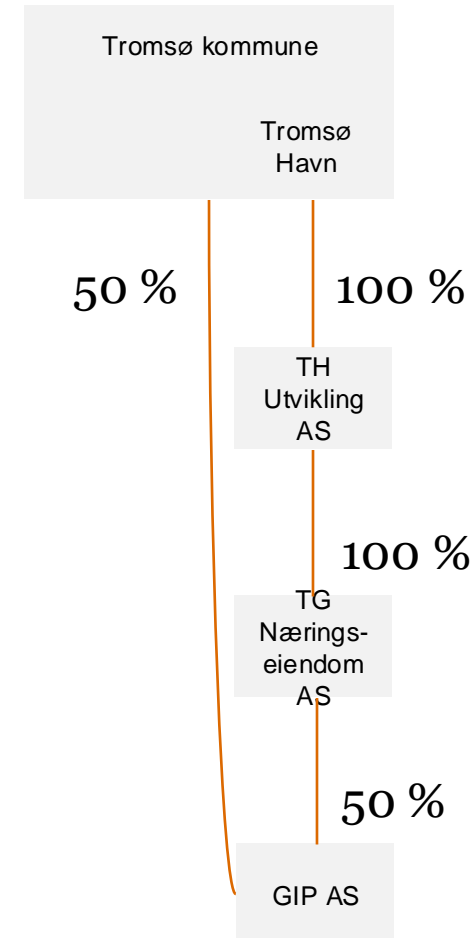 Tromsø kommune
Tromsø
Havn
50 %
100 %
TH
Utvikling
AS
100 %
TG
Nærings-
eiendom
AS
50 %
GIP AS